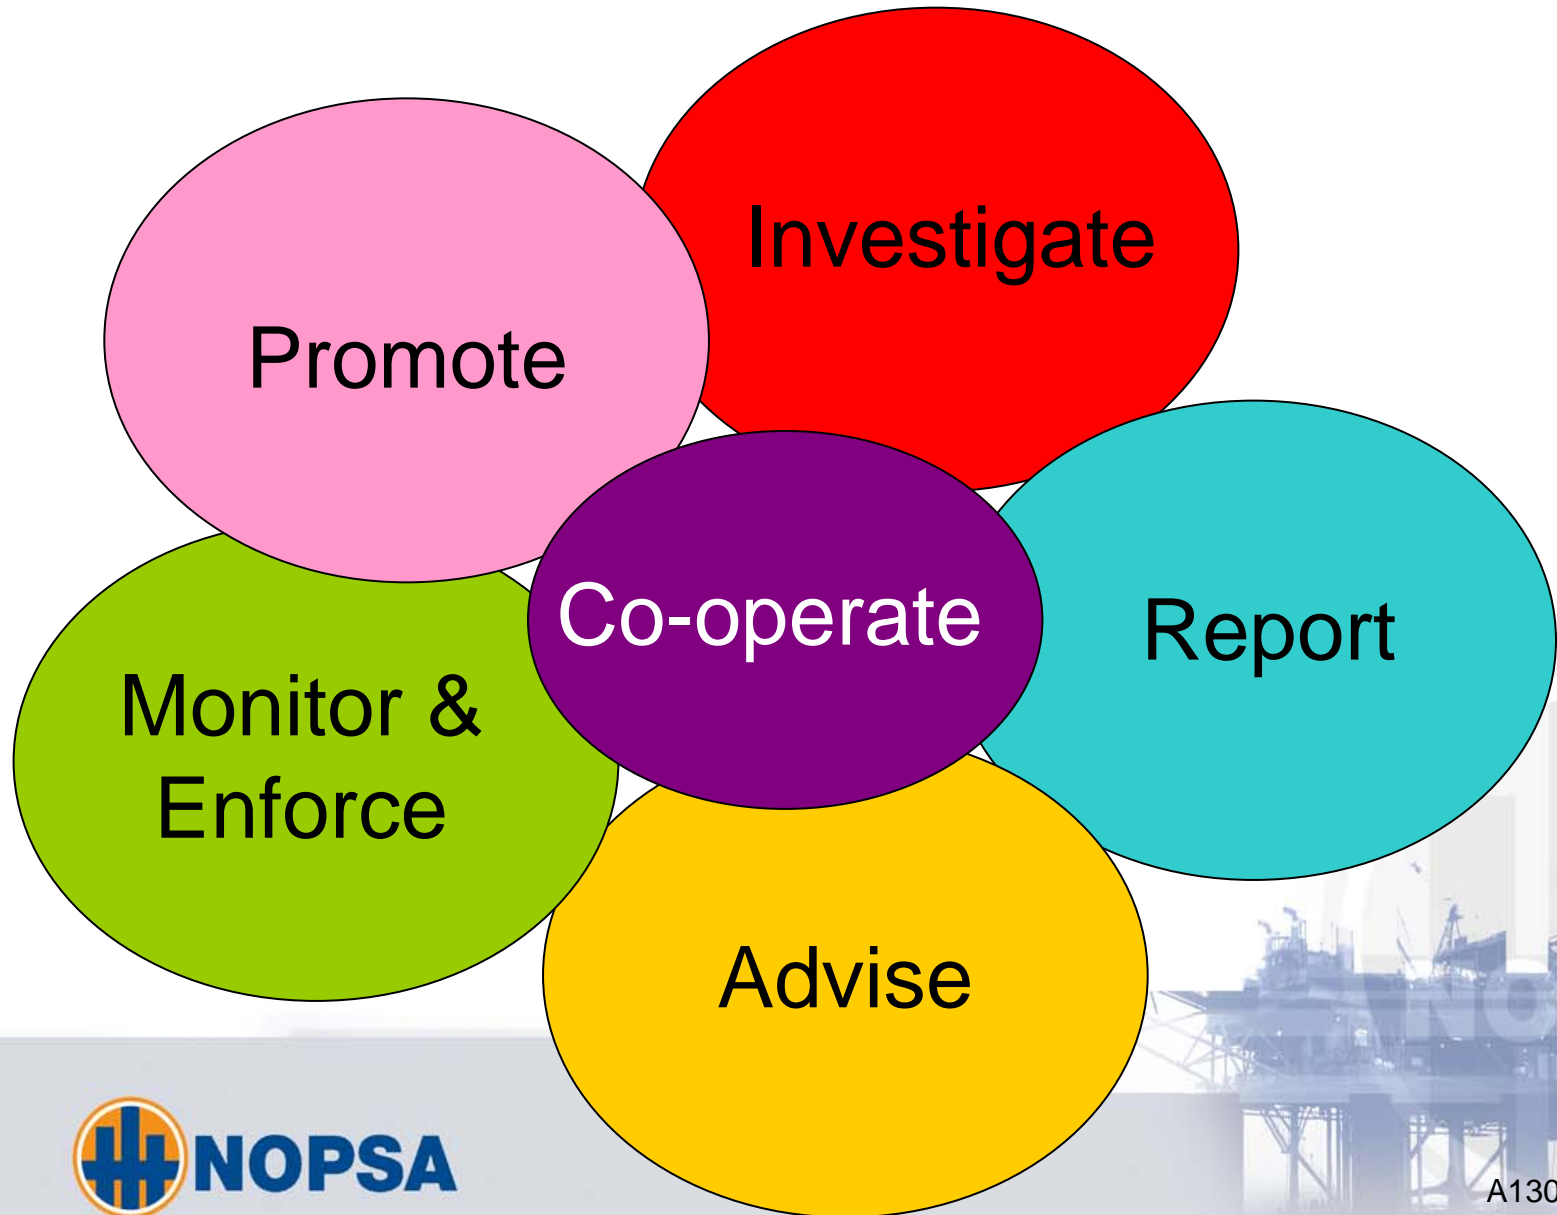 Investigate
Promote
Co-operate
Report
Monitor &
Enforce
Advise
NOPSA
A130